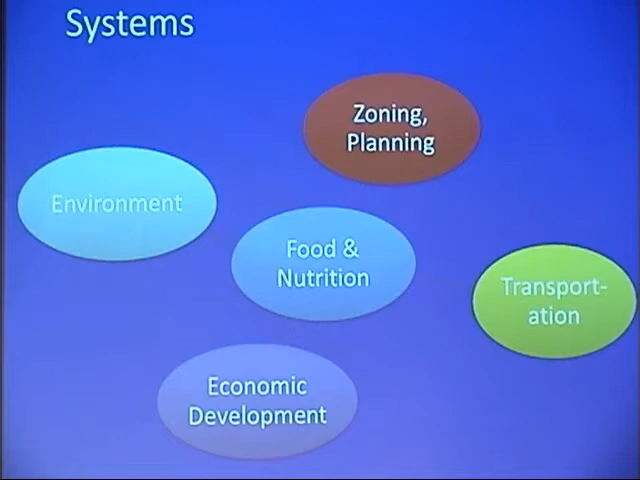 Systems
Zoning,
Planning
Environment
Food &
Nutrition
Transport-
ation
Economic
Development